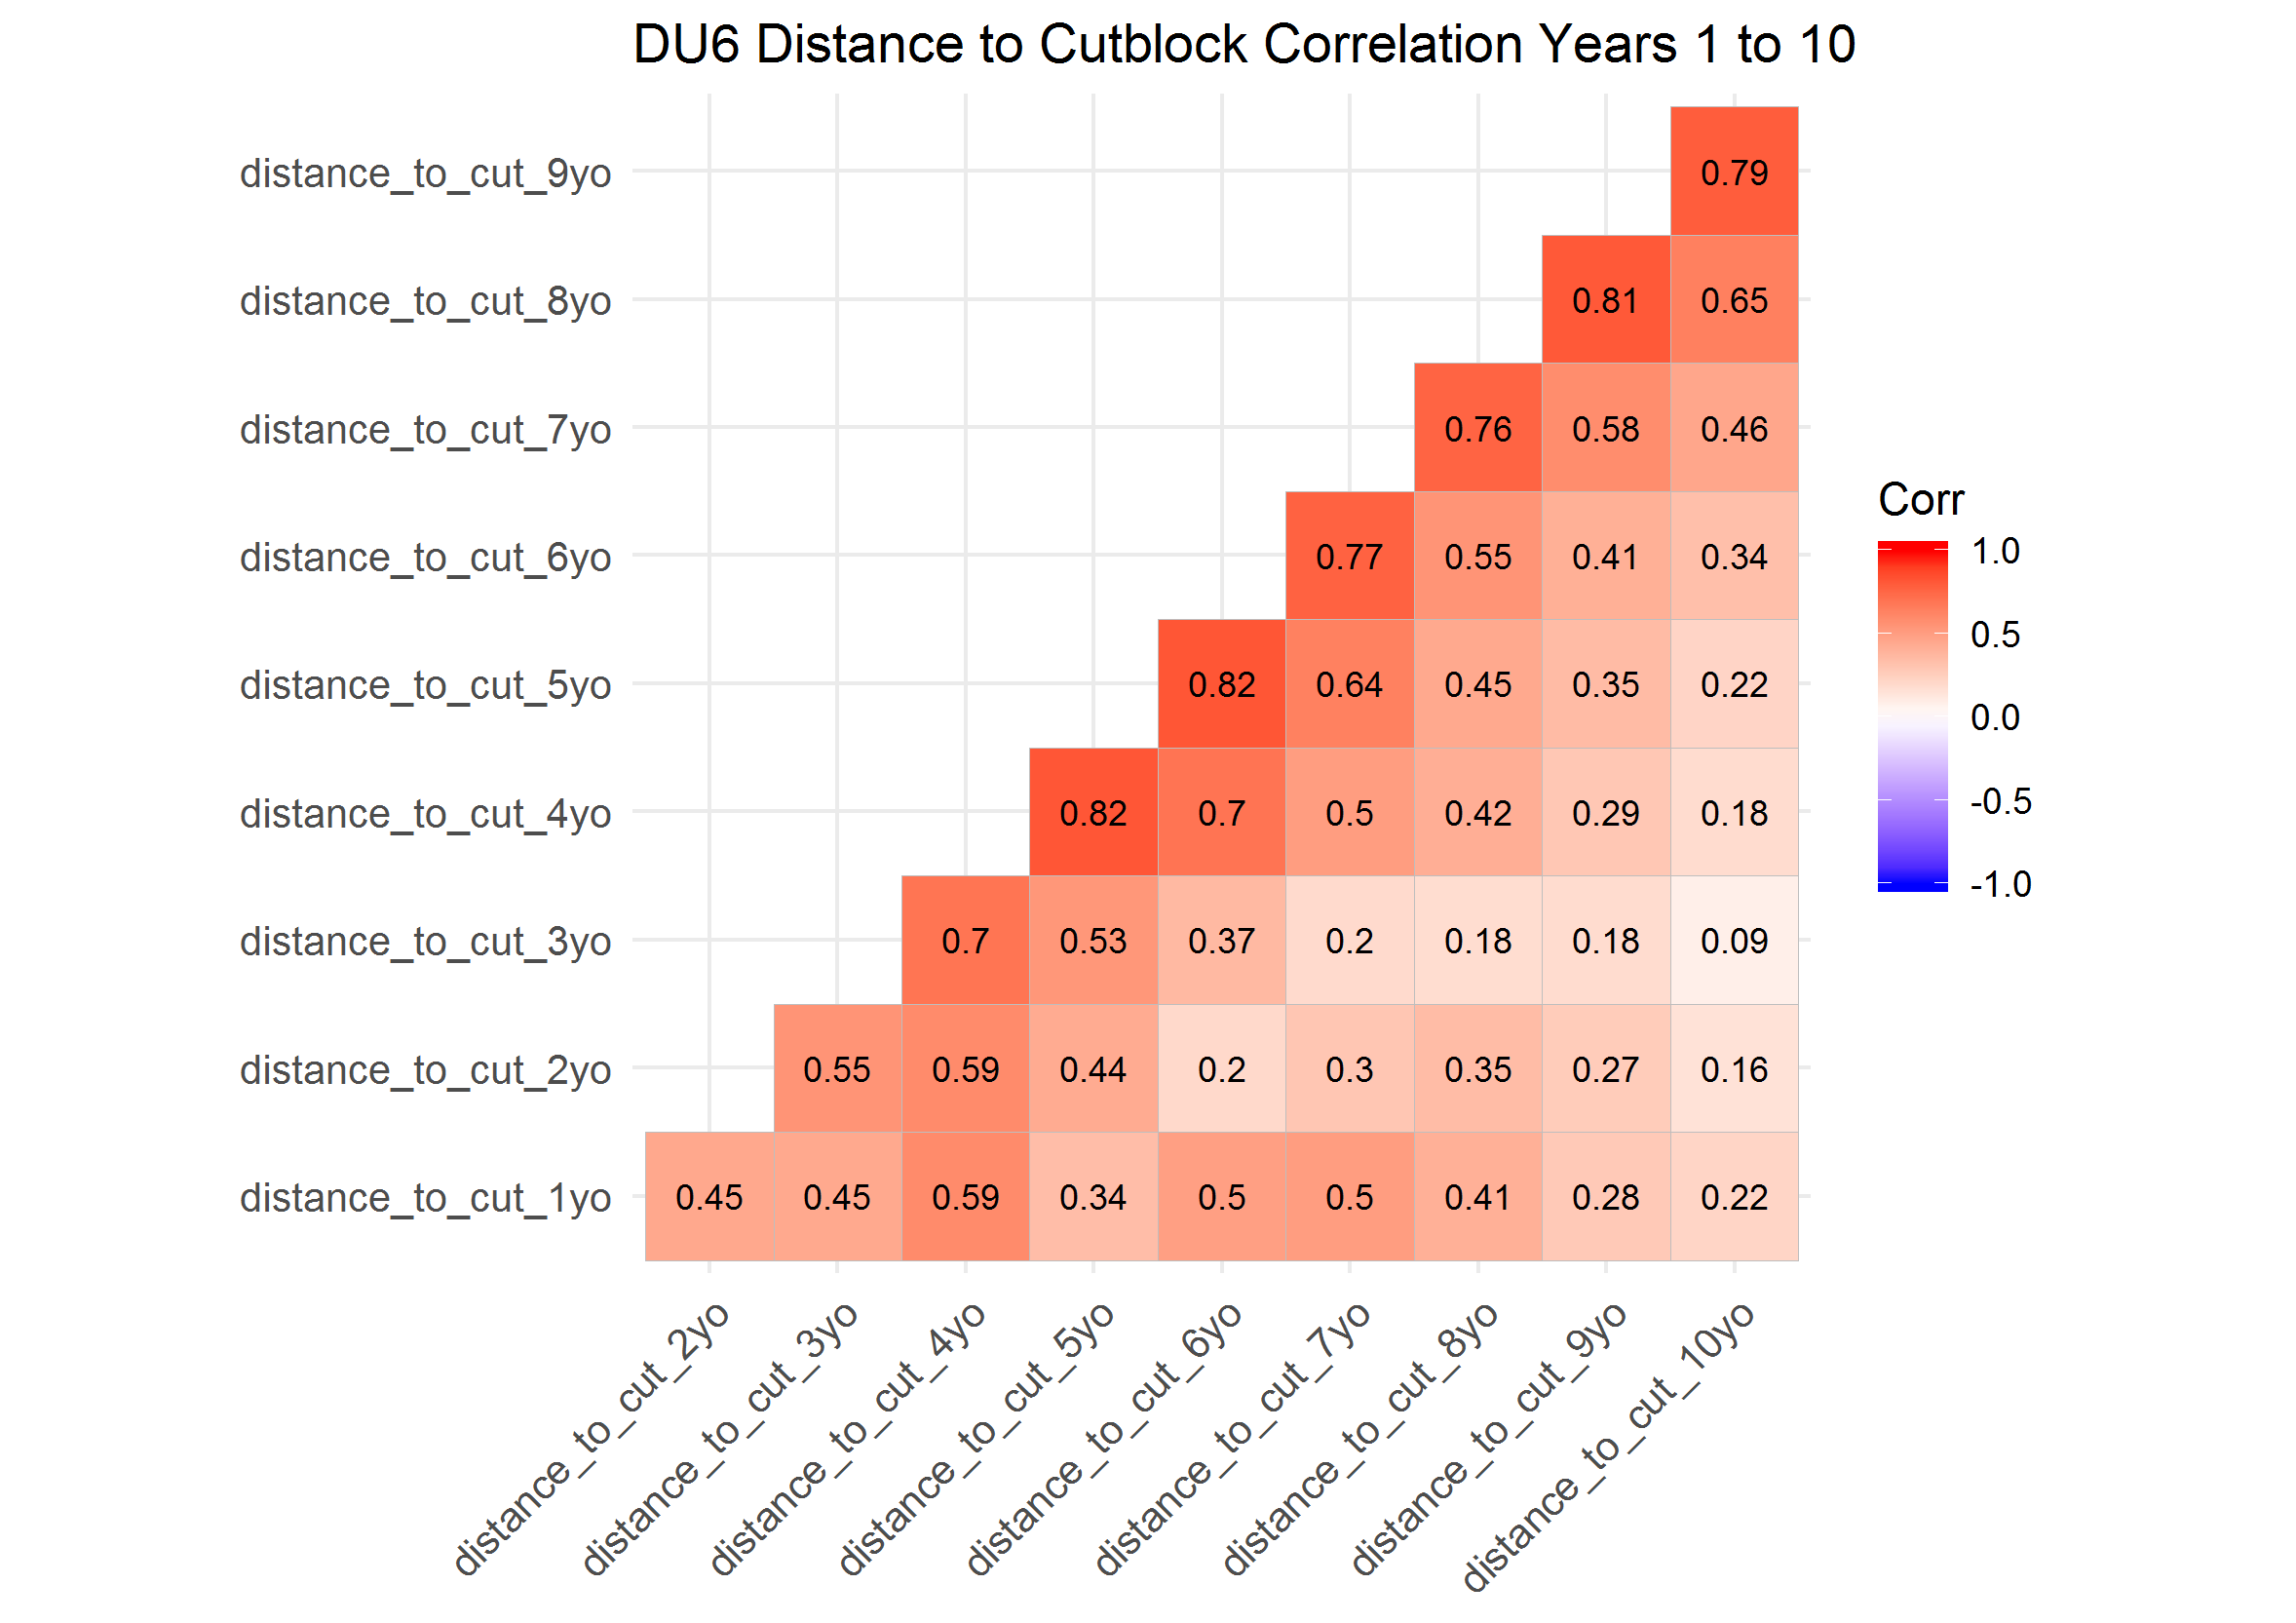 DU6 Distance to Cutblock Correlation Years 1 to 10
distance_to_cut_9yo 0.79
distance_to_cut_8yo 0.81 0.65
distance_to_cut_7yo 0.76 0.58 0.46
distance_to_cut_6yo 0.77 0.55 0.41 0.34
distance_to_cut_5yo 0.82 0.64 0.45 0.35 0.22
distance_to_cut_4yo 0.82 0.7 0.5 0.42 0.29 0.18
distance_to_cut_3yo 0.7 0.53 0.37 0.2 0.18 0.18 0.09
distance_to_cut_2yo 0.55 0.59 0.44 0.2 0.3 0.35 0.27 0.16
distance_to_cut_1yo 0.45 0.45 0.59 0.34 0.5 0.5 0.41 0.28 0.22
distance_to_cut_2yo
distance_to_cut_3yo
distance_to_cut_4yo
distance_to_cut_5yo
distance_to_cut_6yo
distance_to_cut_7yo
distance_to_cut_8yo
distance_to_cut_9yo
distance_to_cut_10yo
Corr
1.0
0.5
0.0
-0.5
-1.0